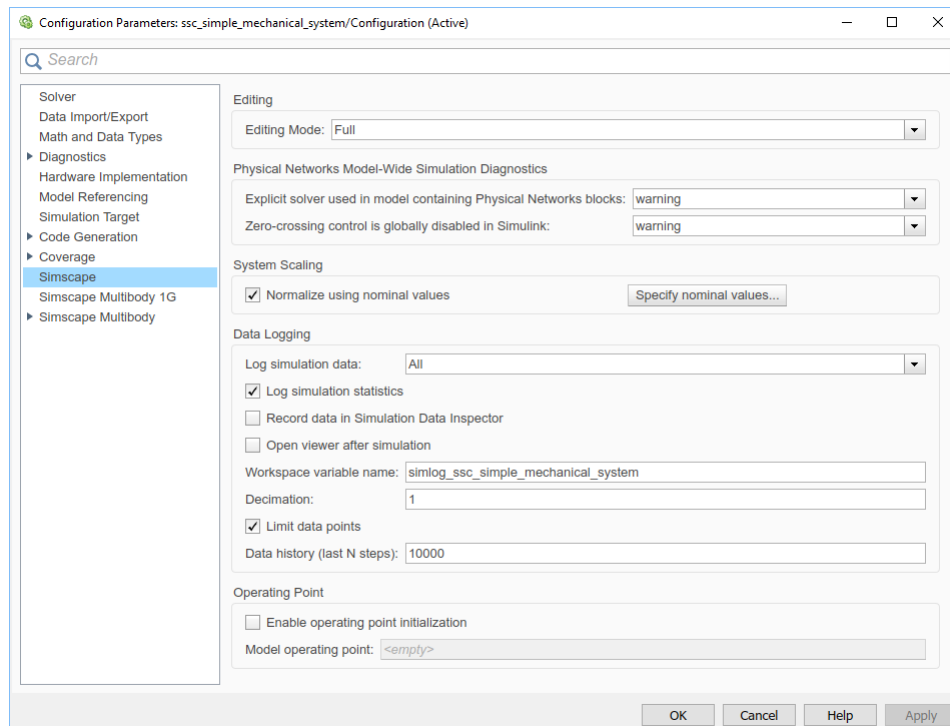 Configuration Parameters: ssc_simple_mechanical_system/Configuration (Active)
Search
Solver
Data Import/Export
Math and Data Types
Diagnostics
Hardware Implementation
Model Referencing
Simulation Target
Code Generation
Coverage
Simscape
Simscape Multibody 1G
Simscape Multibody
Editing
Editing Mode: Full
Physical Networks Model-Wide Simulation Diagnostics
Explicit solver used in model containing Physical Networks blocks: warning
Zero-crossing control is globally disabled in Simulink: warning
System Scaling
Normalize using nominal values Specify nominal values...
Data Logging
Log simulation data: All
Log simulation statistics
Record data in Simulation Data Inspector
Open viewer after simulation
Workspace variable name: simlog_ssc_simple_mechanical_system
Decimation: 1
Limit data points
Data history (last N steps): 10000
Operating Point
Enable operating point initialization
Model operating point: <empty>
OK Cancel Help Apply